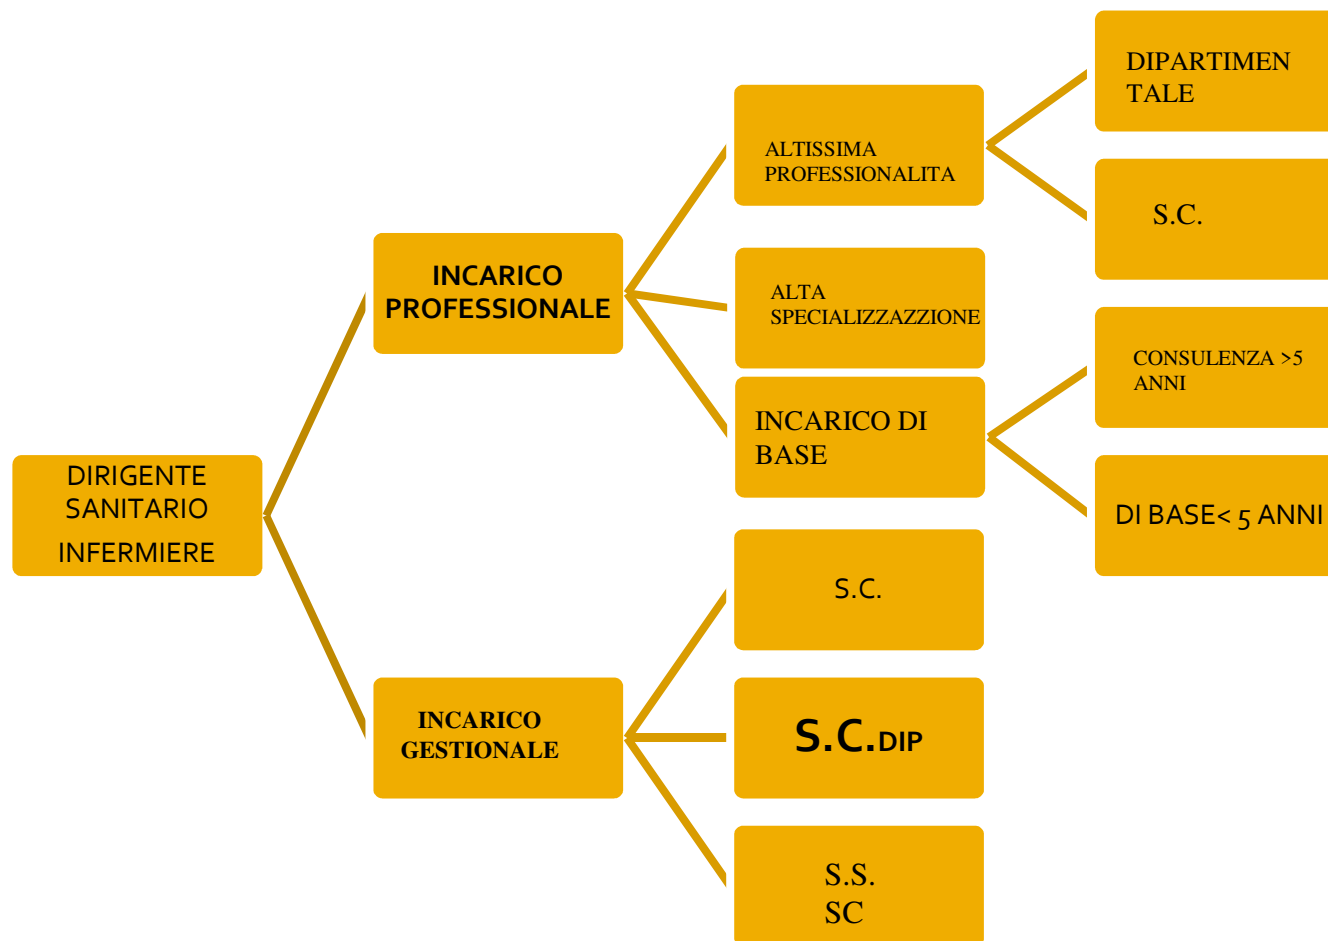 DIRIGENTE
SANITARIO
INFERMIERE
INCARICO
PROFESSIONALE
ALTISSIMA
PROFESSIONALITA
DIPARTIMEN
TALE
S.C.
ALTA
SPECIALIZZAZZIONE
INCARICO DI
BASE
CONSULENZA >5
ANNI
DI BASE< 5 ANNI
INCARICO
GESTIONALE
S.C.
S.C.DIP
S.S.
SC